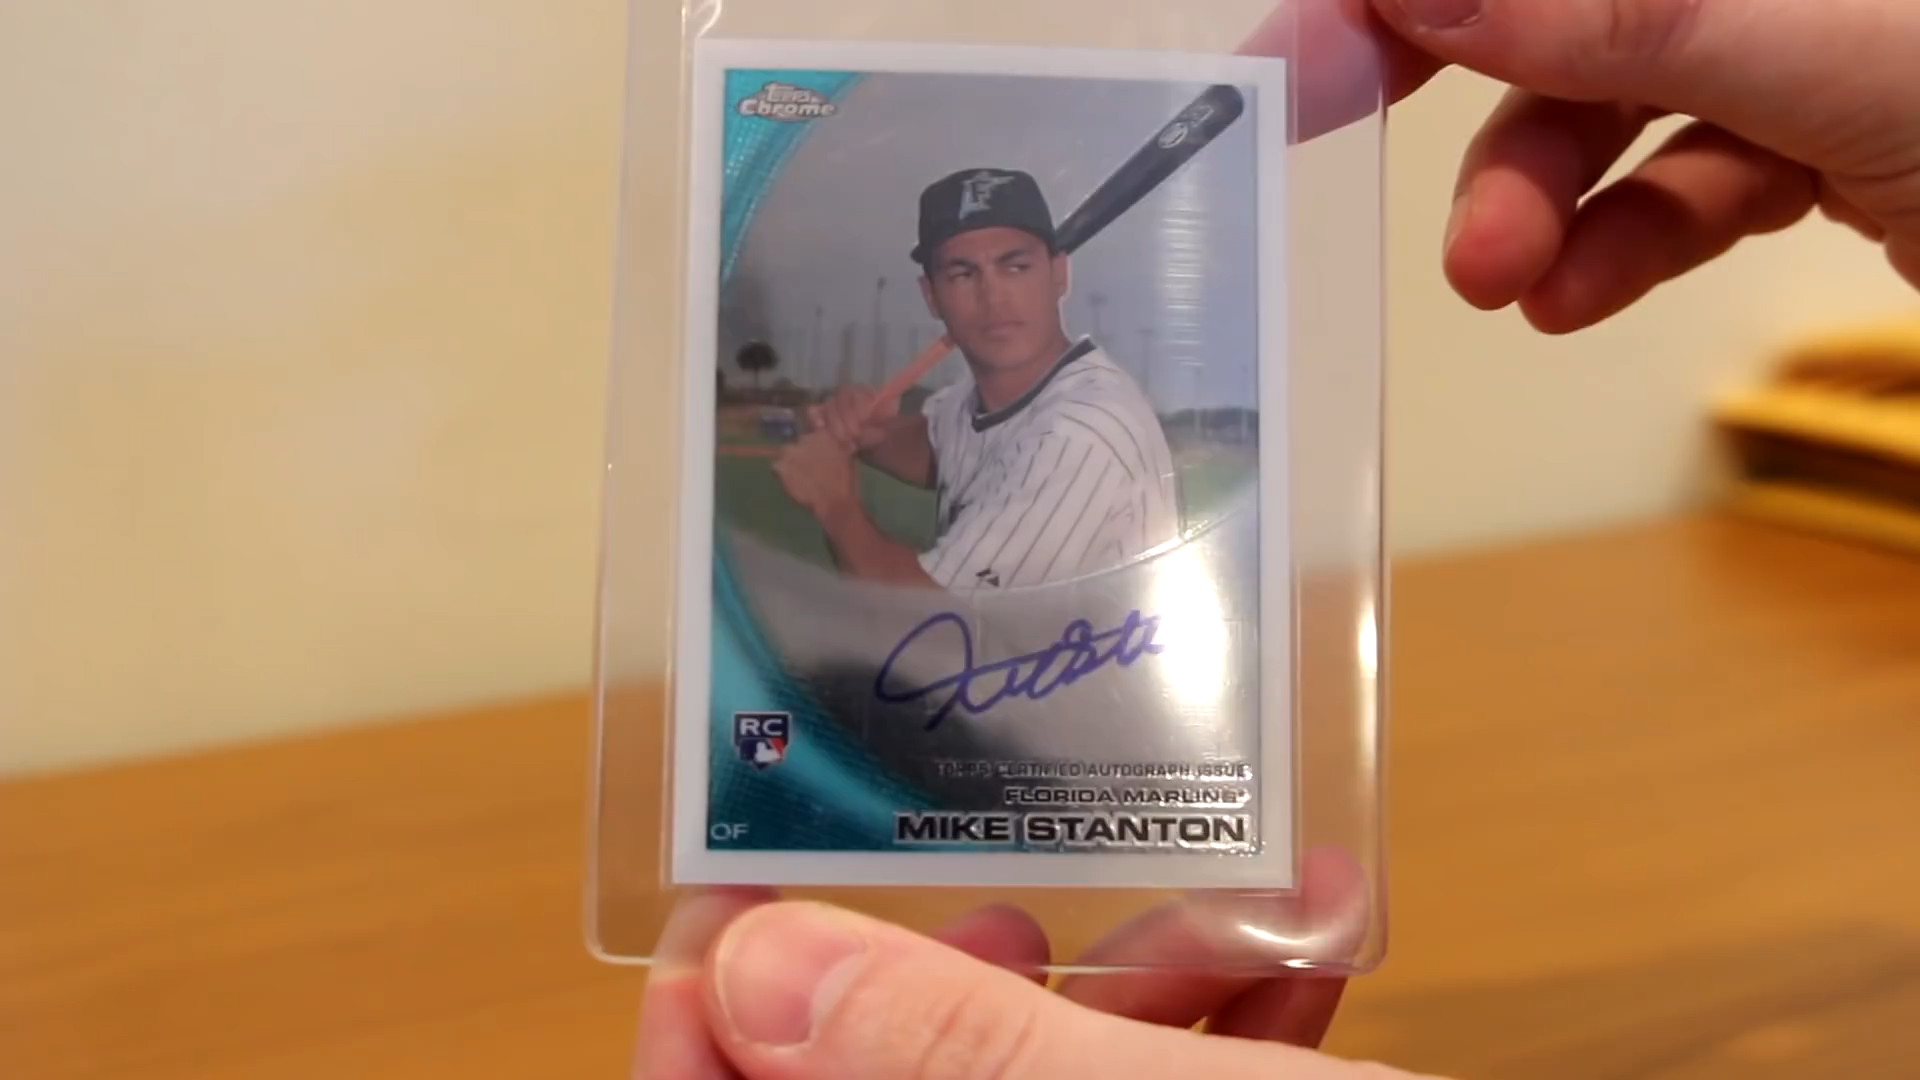 Topps
Chrome
F
RC
TOPPS CERTIFIED AUTOGRAPH ISSUE
FLORIDA MARLINS
OF
MIKE STANTON